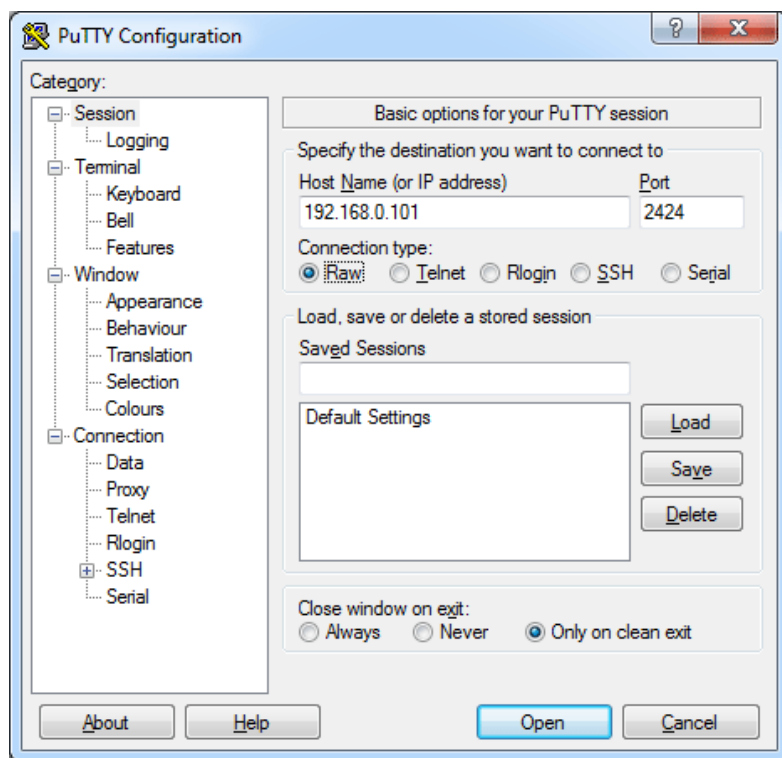 PuTTY Configuration
Category:
Session
Logging
Terminal
Keyboard
Bell
Features
Window
Appearance
Behaviour
Translation
Selection
Colours
Connection
Data
Proxy
Telnet
Rlogin
SSH
Serial
Basic options for your PuTTY session
Specify the destination you want to connect to
Host Name (or IP address) Port
192.168.0.101 2424
Connection type:
Raw Telnet Rlogin SSH Serial
Load, save or delete a stored session
Saved Sessions
Default Settings
Load
Save
Delete
Close window on exit:
Always Never Only on clean exit
About Help Open Cancel